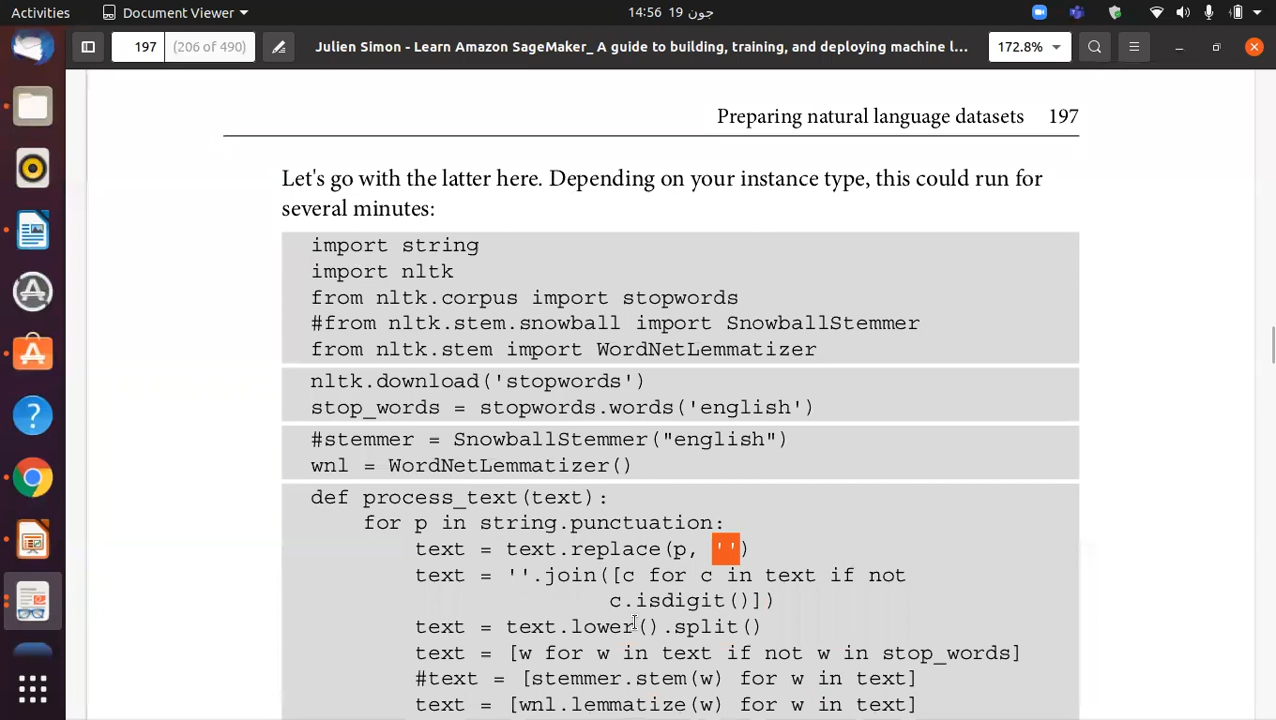 Activities
Document Viewer
14:56 19 جون
197
(206 of 490)
Julien Simon - Learn Amazon SageMaker_ A guide to building, training, and deploying machine l...
172.8%
Preparing natural language datasets 197
Let's go with the latter here. Depending on your instance type, this could run for
several minutes:
import string
import nltk
from nltk.corpus import stopwords
#from nltk.stem.snowball import SnowballStemmer
from nltk.stem import WordNetLemmatizer
nltk.download('stopwords')
stop_words = stopwords.words('english')
#stemmer = SnowballStemmer("english")
wnl = WordNetLemmatizer()
def process_text(text):
for p in string.punctuation:
text = text.replace(p, '')
text = ''.join([c for c in text if not
c.isdigit()])
text = text.lower().split()
text = [w for w in text if not w in stop_words]
#text = [stemmer.stem(w) for w in text]
text = [wnl.lemmatize(w) for w in text]